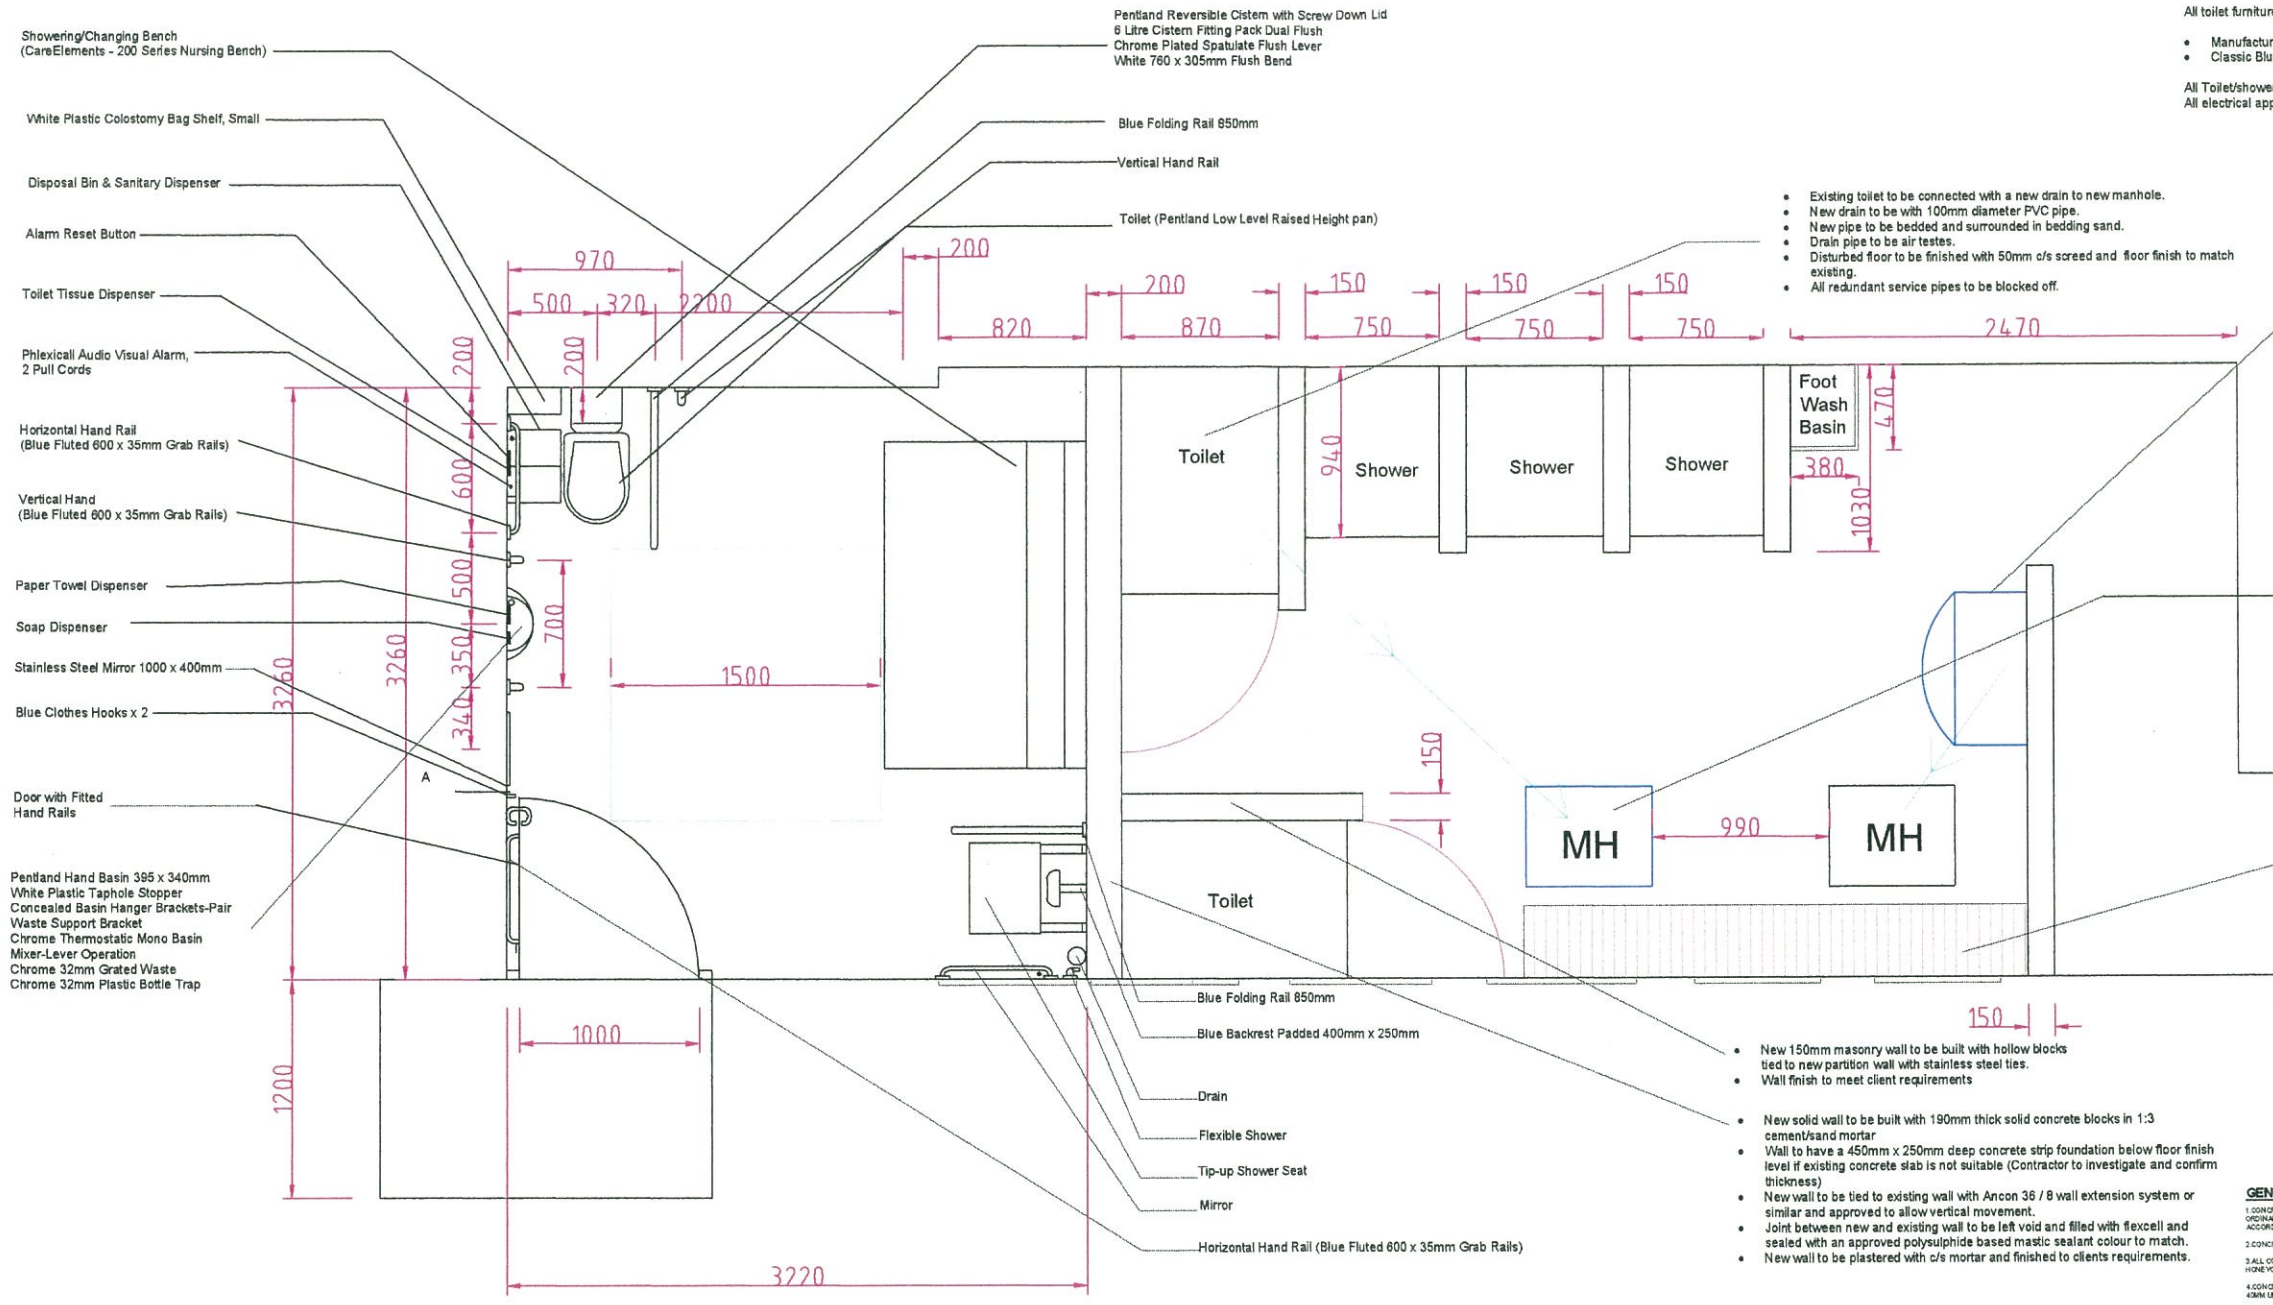 Showering/Changing Bench
(CareElements - 200 Series Nursing Bench)
White Plastic Colostomy Bag Shelf, Small
Disposal Bin & Sanitary Dispenser
Alarm Reset Button
Toilet Tissue Dispenser
Phlexicall Audio Visual Alarm,
2 Pull Cords
Horizontal Hand Rail
(Blue Fluted 600 x 35mm Grab Rails)
Vertical Hand
(Blue Fluted 600 x 35mm Grab Rails)
Paper Towel Dispenser
Soap Dispenser
Stainless Steel Mirror 1000 x 400mm
Blue Clothes Hooks x 2
A
Door with Fitted
Hand Rails
Pentland Hand Basin 395 x 340mm
White Plastic Taphole Stopper
Concealed Basin Hanger Brackets-Pair
Waste Support Bracket
Chrome Thermostatic Mono Basin
Mixer-Lever Operation
Chrome 32mm Grated Waste
Chrome 32mm Plastic Bottle Trap
Pentland Reversible Cistern with Screw Down Lid
6 Litre Cistern Fitting Pack Dual Flush
Chrome Plated Spatulate Flush Lever
White 760 x 305mm Flush Bend
Blue Folding Rail 850mm
Vertical Hand Rail
Toilet (Pentland Low Level Raised Height pan)
All toilet furniture
• Manufactur
• Classic Blu
All Toilet/showe
All electrical app
• Existing toilet to be connected with a new drain to new manhole.
• New drain to be with 100mm diameter PVC pipe.
• New pipe to be bedded and surrounded in bedding sand.
• Drain pipe to be air testes.
• Disturbed floor to be finished with 50mm c/s screed and floor finish to match
existing.
• All redundant service pipes to be blocked off.
970
500
320
2200
200
820
200
870
150
750
150
750
150
750
2470
200
200
600
500
350
340
700
3260
3260
1500
1200
1000
3220
940
470
380
1030
150
990
150
Toilet
Shower
Shower
Shower
Foot
Wash
Basin
Toilet
MH
MH
Blue Folding Rail 850mm
Blue Backrest Padded 400mm x 250mm
Drain
Flexible Shower
Tip-up Shower Seat
Mirror
Horizontal Hand Rail (Blue Fluted 600 x 35mm Grab Rails)
• New 150mm masonry wall to be built with hollow blocks
tied to new partition wall with stainless steel ties.
• Wall finish to meet client requirements
• New solid wall to be built with 190mm thick solid concrete blocks in 1:3
cement/sand mortar
• Wall to have a 450mm x 250mm deep concrete strip foundation below floor finish
level if existing concrete slab is not suitable (Contractor to investigate and confirm
thickness)
• New wall to be tied to existing wall with Ancon 36 / 8 wall extension system or
similar and approved to allow vertical movement.
• Joint between new and existing wall to be left void and filled with flexcell and
sealed with an approved polysulphide based mastic sealant colour to match.
• New wall to be plastered with c/s mortar and finished to clients requirements.
GEN